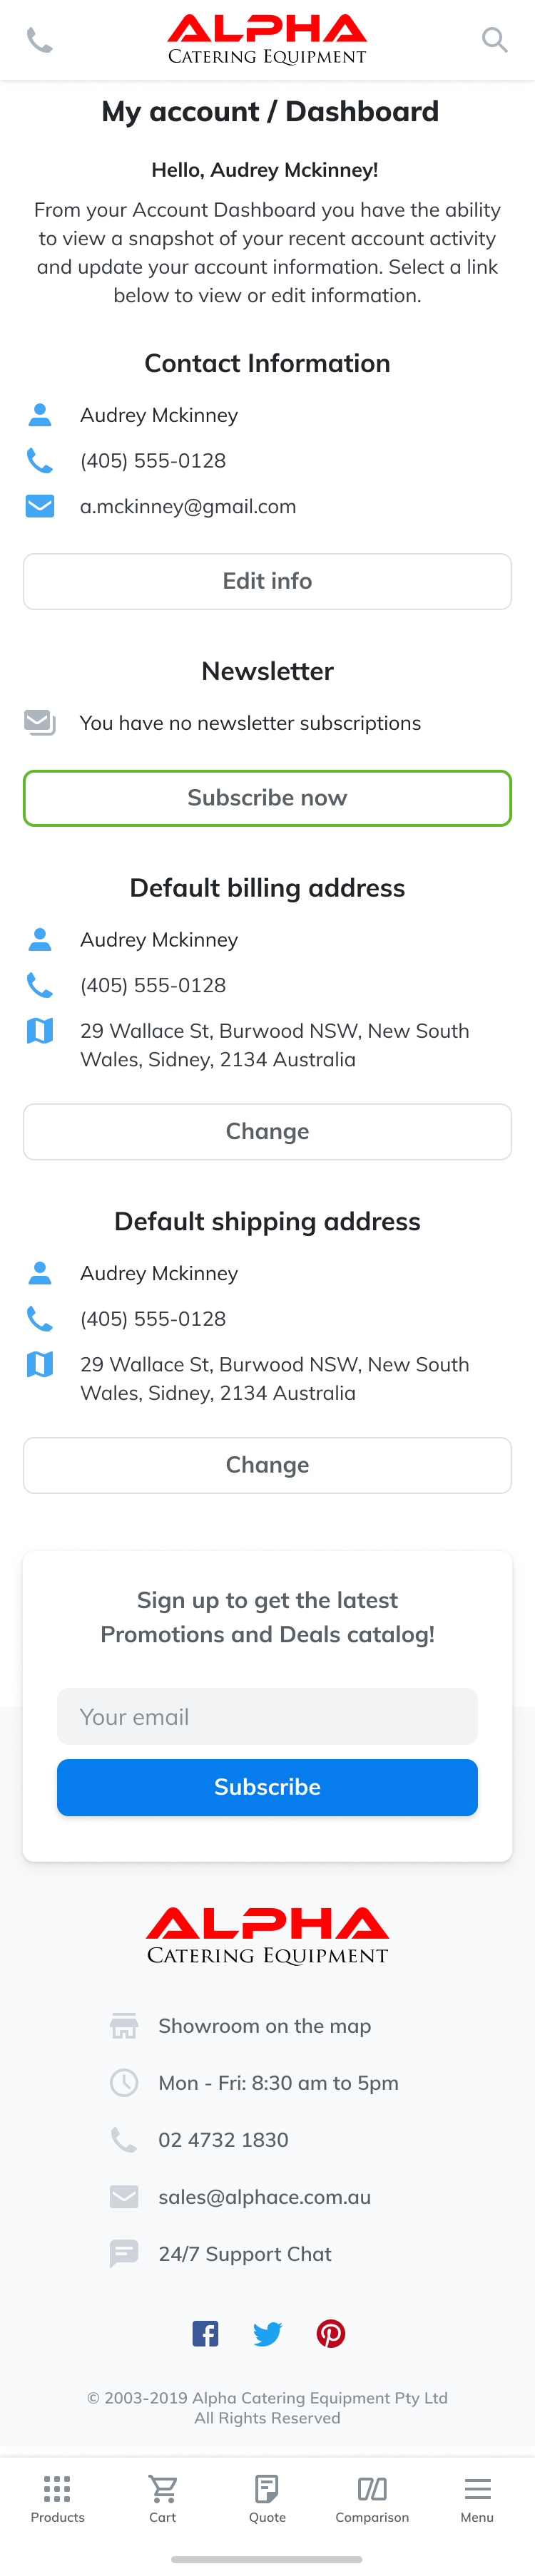 ALPHA
CATERING EQUIPMENT
My account / Dashboard
Hello, Audrey Mckinney!
From your Account Dashboard you have the ability
to view a snapshot of your recent account activity
and update your account information. Select a link
below to view or edit information.
Contact Information
Audrey Mckinney
(405) 555-0128
a.mckinney@gmail.com
Edit info
Newsletter
You have no newsletter subscriptions
Subscribe now
Default billing address
Audrey Mckinney
(405) 555-0128
29 Wallace St, Burwood NSW, New South
Wales, Sidney, 2134 Australia
Change
Default shipping address
Audrey Mckinney
(405) 555-0128
29 Wallace St, Burwood NSW, New South
Wales, Sidney, 2134 Australia
Change
Sign up to get the latest
Promotions and Deals catalog!
Your email
Subscribe
ALPHA
CATERING EQUIPMENT
Showroom on the map
Mon - Fri: 8:30 am to 5pm
02 4732 1830
sales@alphace.com.au
24/7 Support Chat
© 2003-2019 Alpha Catering Equipment Pty Ltd
All Rights Reserved
Products Cart Quote Comparison Menu